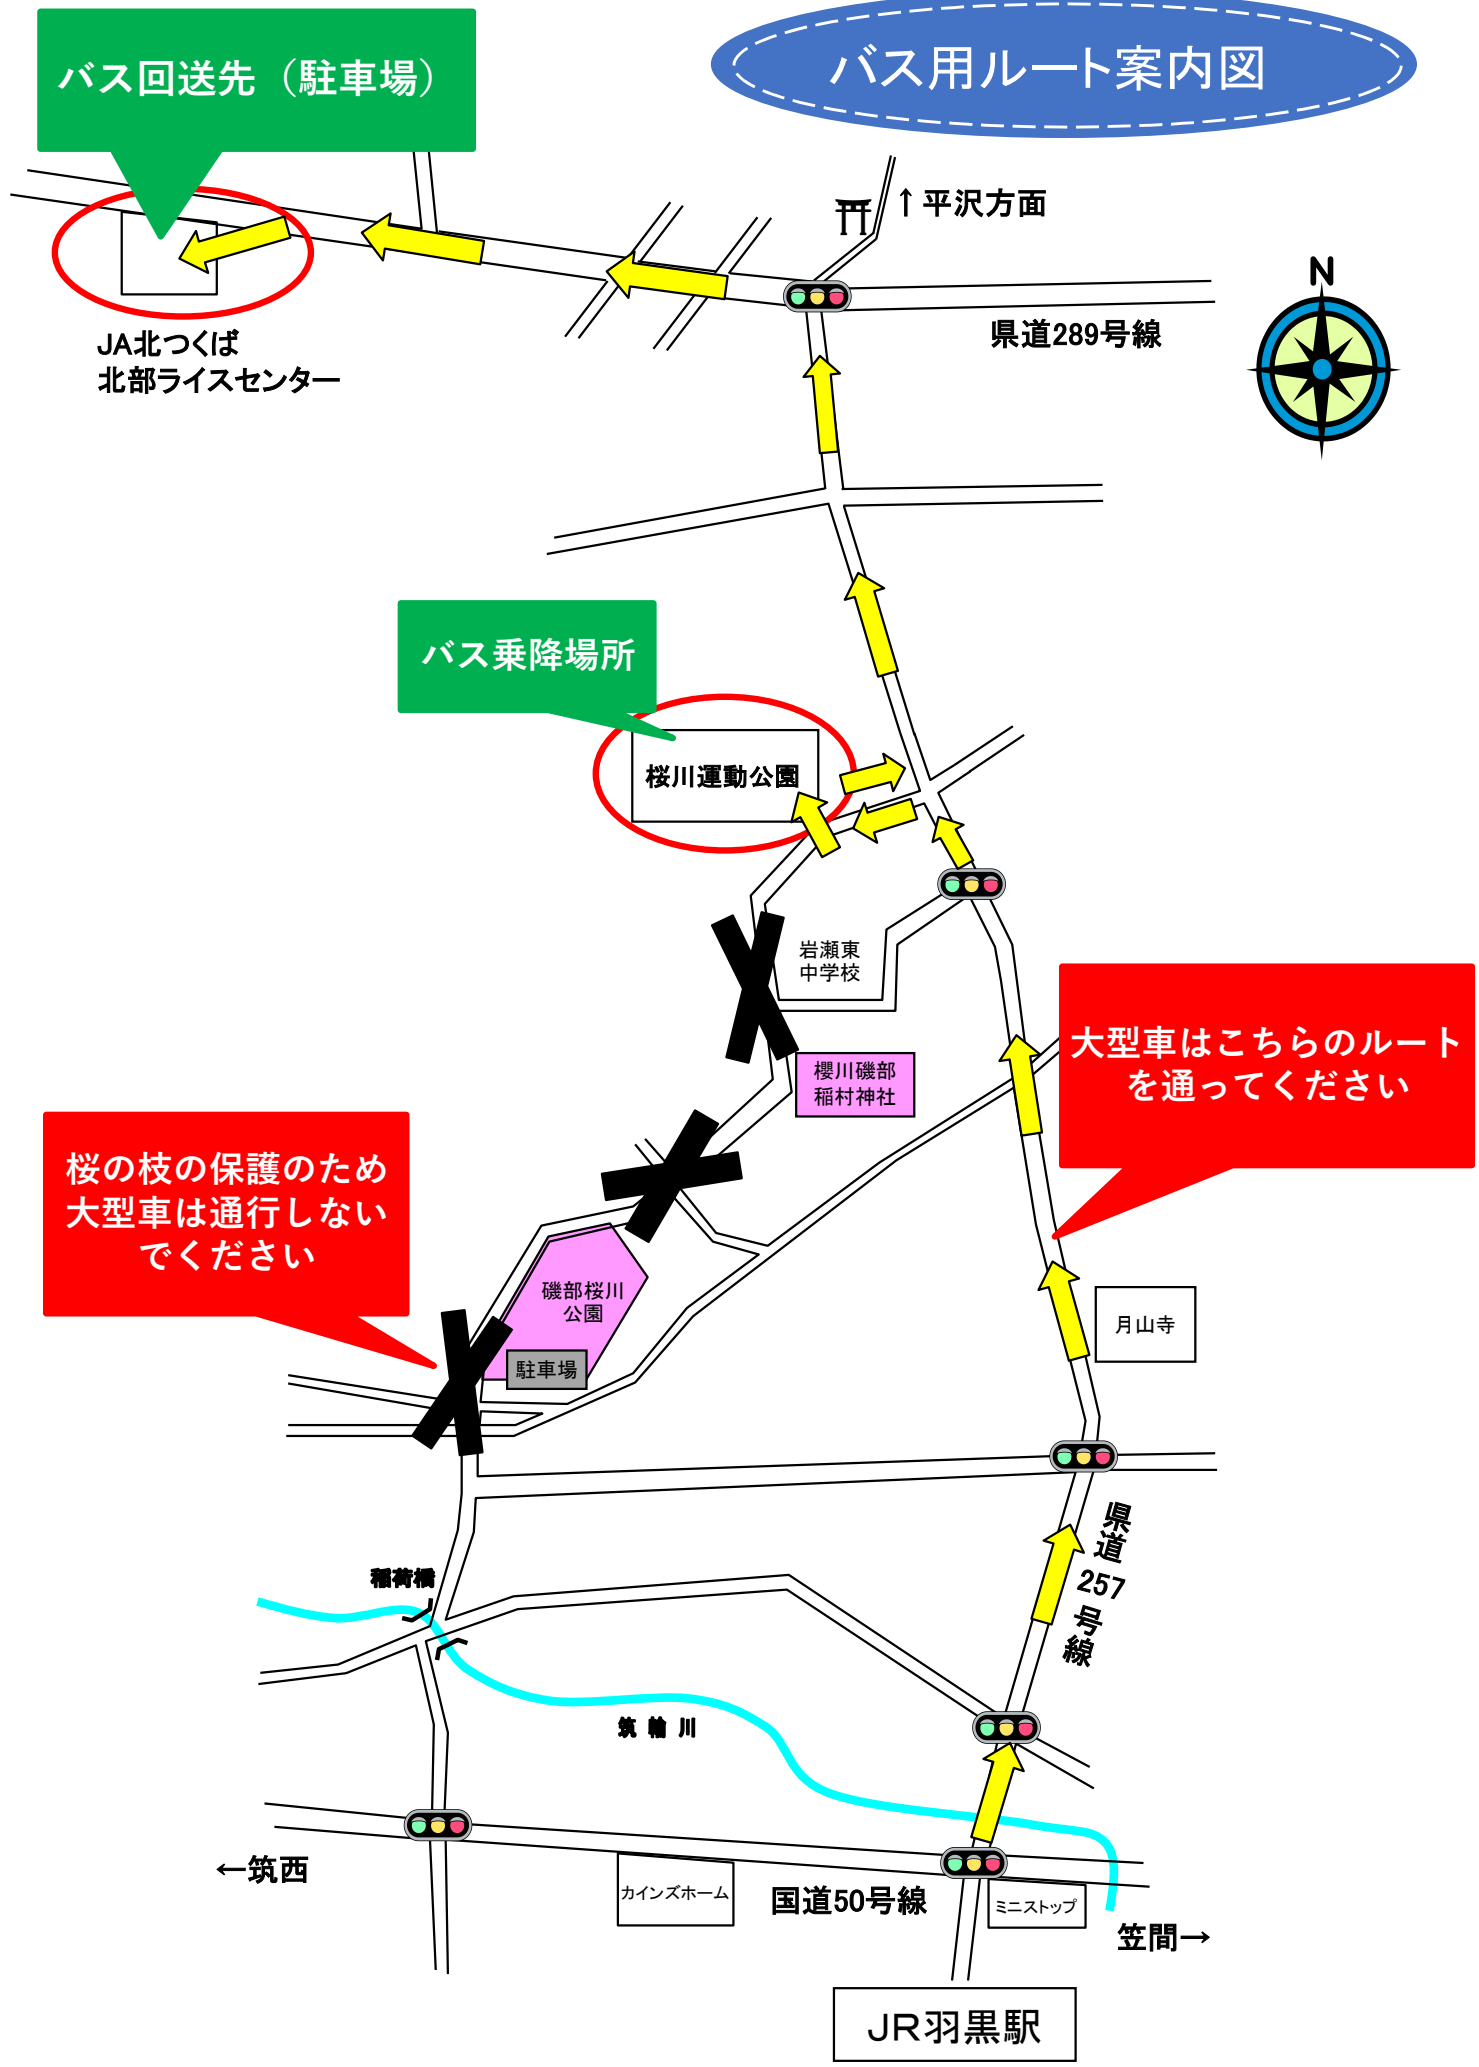 バス用ルート案内図
バス回送先（駐車場）
↑平沢方面
N
県道289号線
JA北つくば
北部ライスセンター
バス乗降場所
桜川運動公園
岩瀬東
中学校
大型車はこちらのルート
を通ってください
櫻川磯部
稲村神社
桜の枝の保護のため
大型車は通行しない
でください
磯部桜川
公園
月山寺
駐車場
県道257号線
稲荷橋
筑輪川
←筑西
カインズホーム
国道50号線
ミニストップ
笠間→
JR羽黒駅